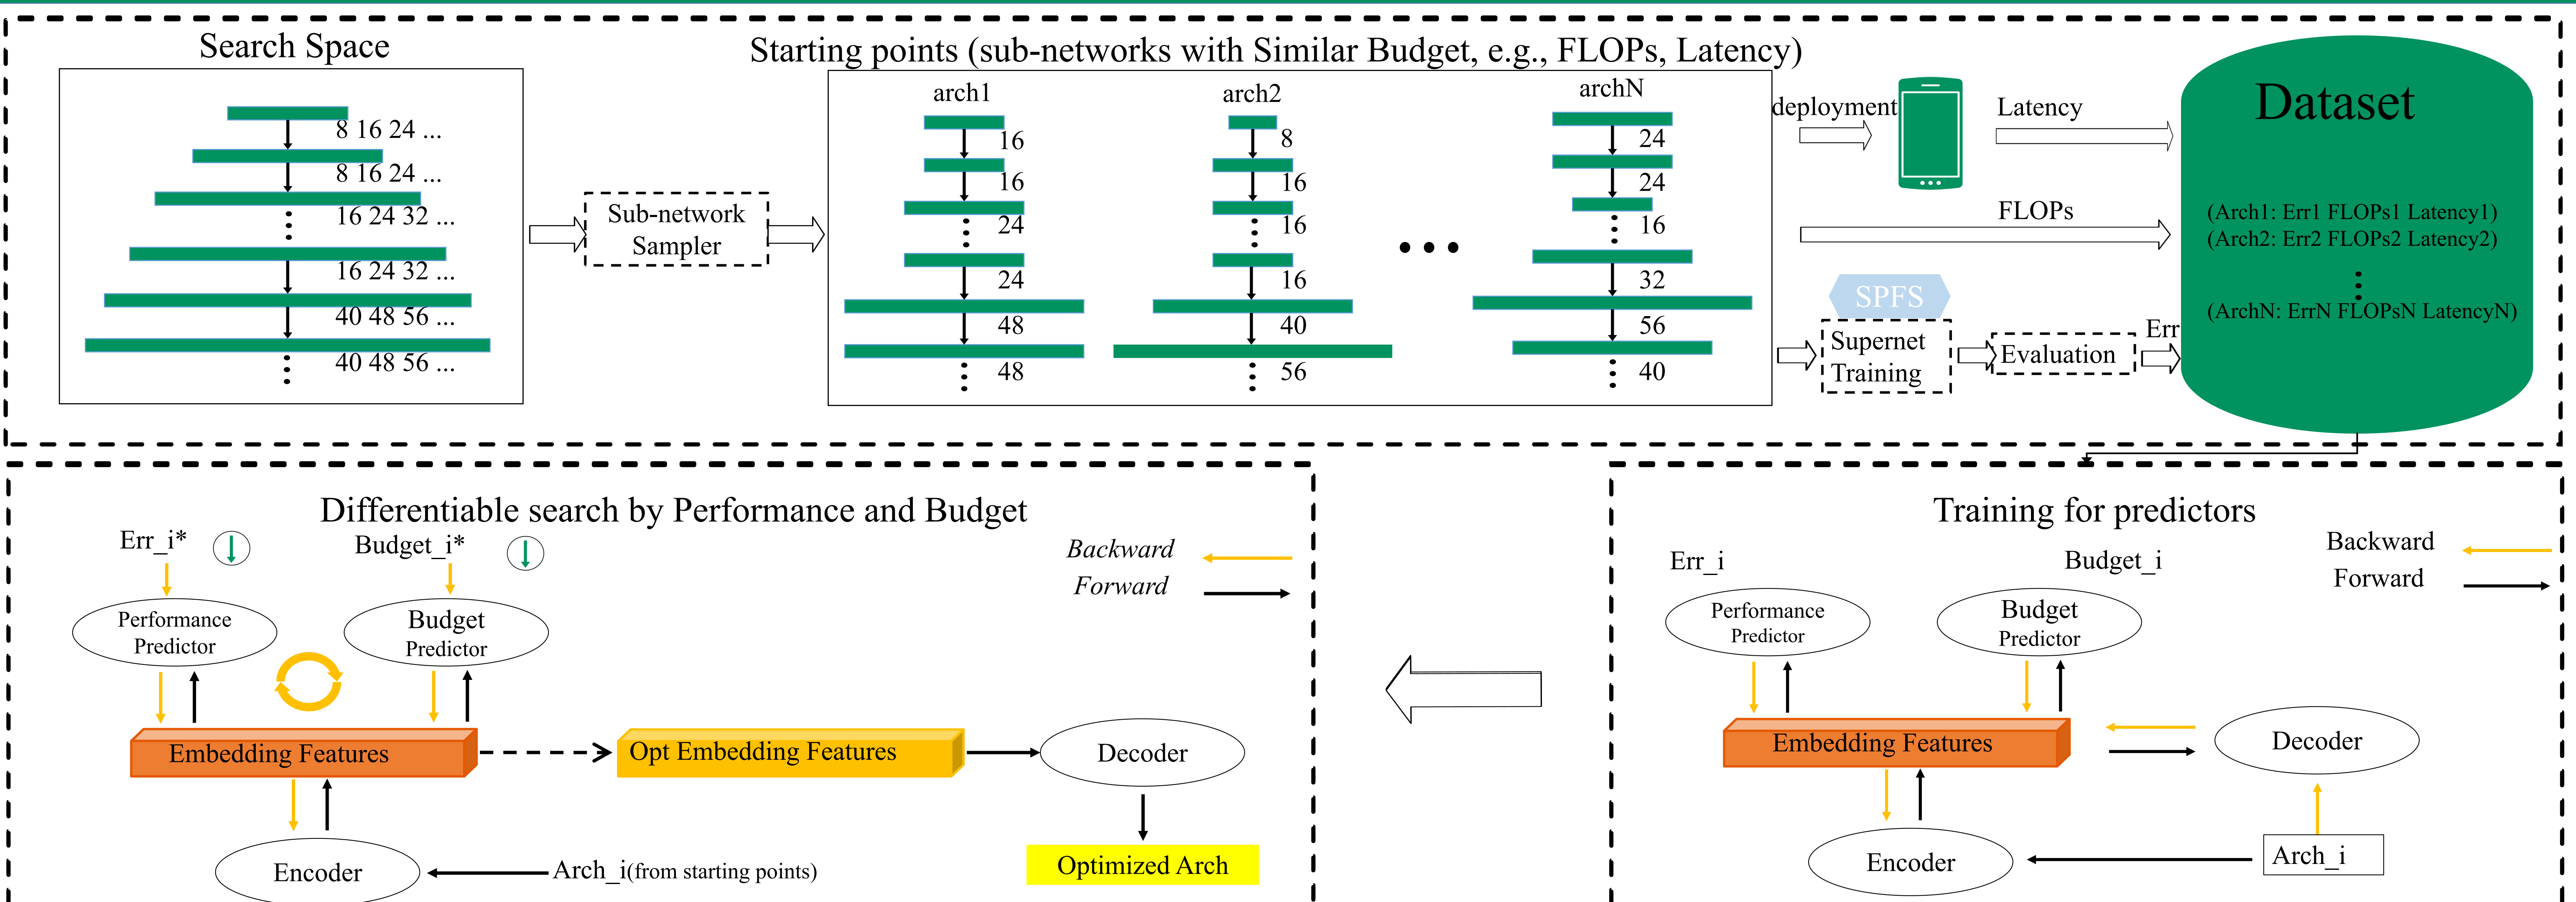 Search Space
8 16 24 ...
8 16 24 ...
16 24 32 ...
16 24 32 ...
40 48 56 ...
40 48 56 ...
Sub-network
Sampler
Starting points (sub-networks with Similar Budget, e.g., FLOPs, Latency)
arch1
16
16
24
24
48
48
arch2
8
16
16
16
40
56
archN
24
24
16
32
56
40
deployment
Latency
FLOPs
SPFS
Supernet
Training
Evaluation
Err
Dataset
(Arch1: Err1 FLOPs1 Latency1)
(Arch2: Err2 FLOPs2 Latency2)
(ArchN: ErrN FLOPsN LatencyN)
Differentiable search by Performance and Budget
Err_i*
Budget_i*
Backward
Forward
Performance
Predictor
Budget
Predictor
Embedding Features
Opt Embedding Features
Decoder
Encoder
Arch_i(from starting points)
Optimized Arch
Training for predictors
Err_i
Budget_i
Backward
Forward
Performance
Predictor
Budget
Predictor
Embedding Features
Decoder
Encoder
Arch_i